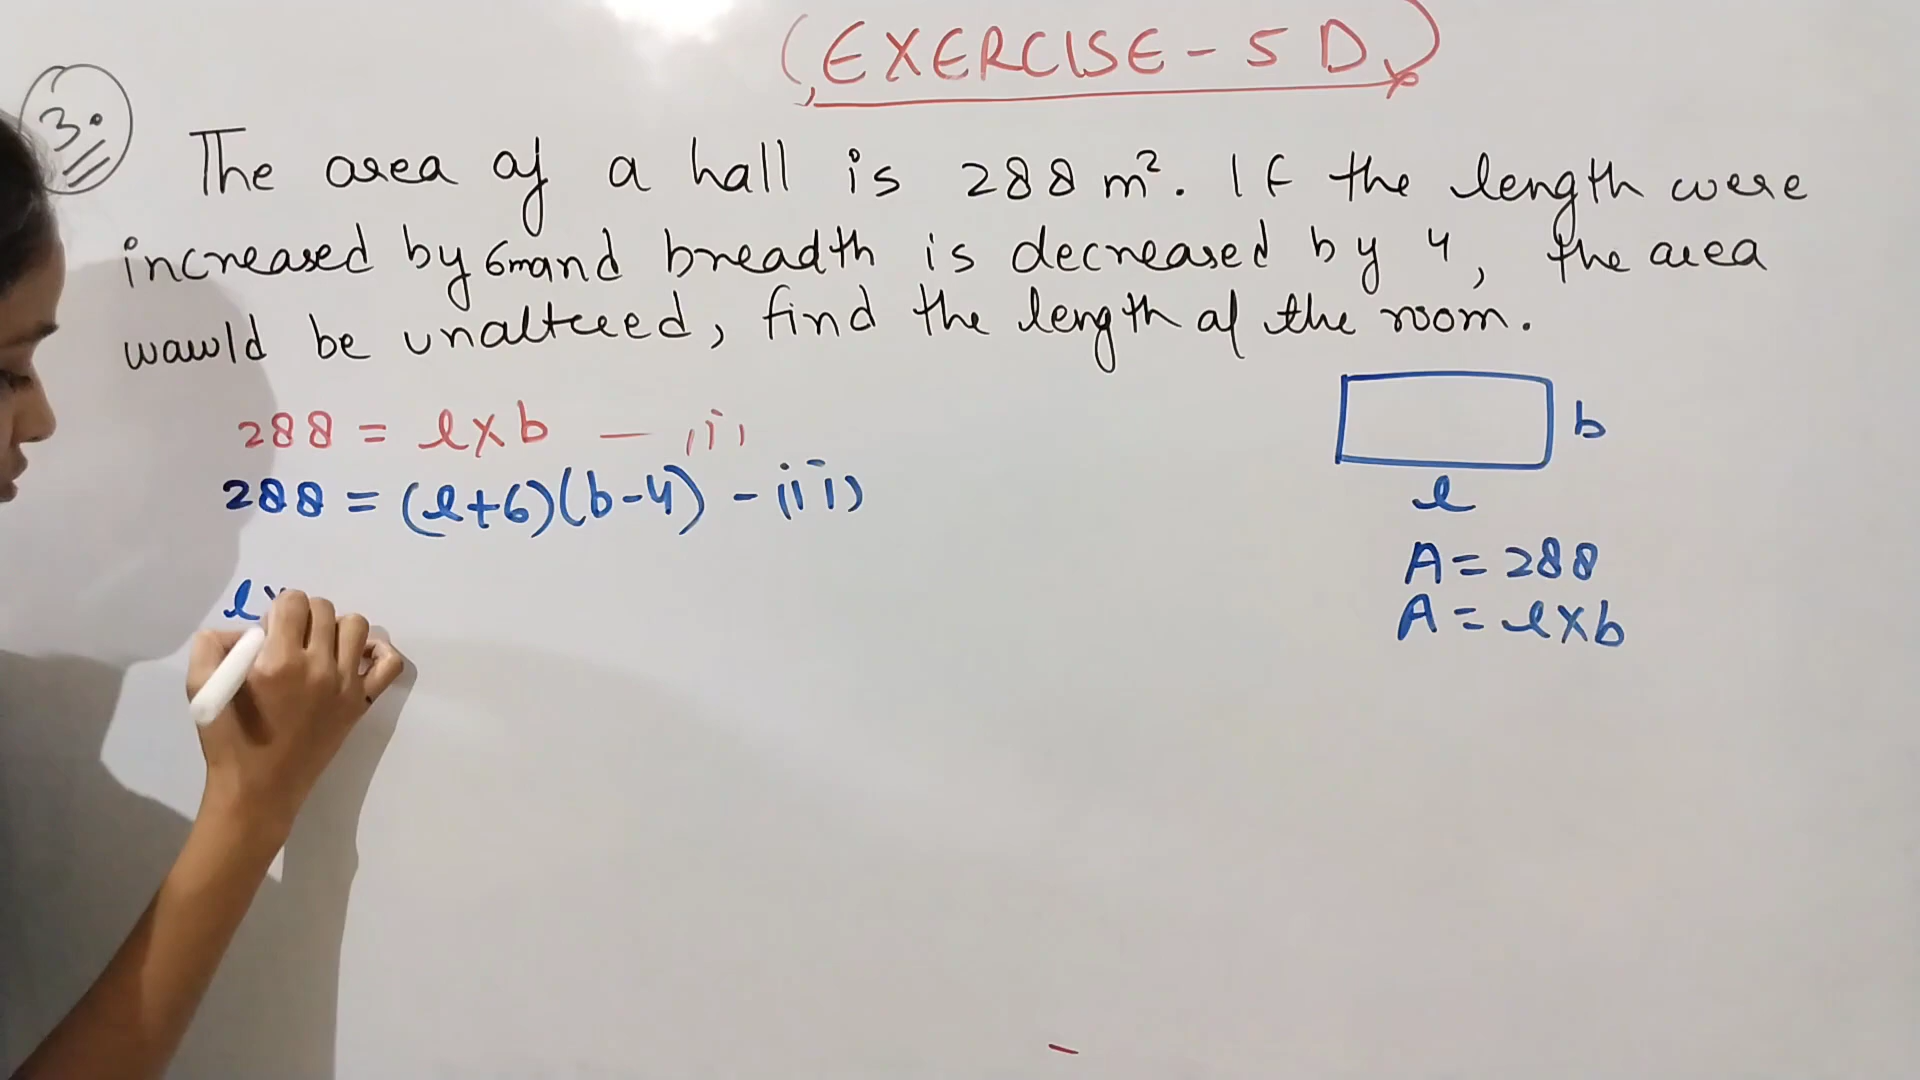 (EXERCISE - 5 D)
3.
The area of a hall is 288 m². If the length were
increased by 6m and breadth is decreased by 4, the area
wawld be unaltered, find the length of the room.
288 = l×b — (i)
288 = (l+6)(b-4) - (ii)
l×
b
l
A = 288
A = l×b